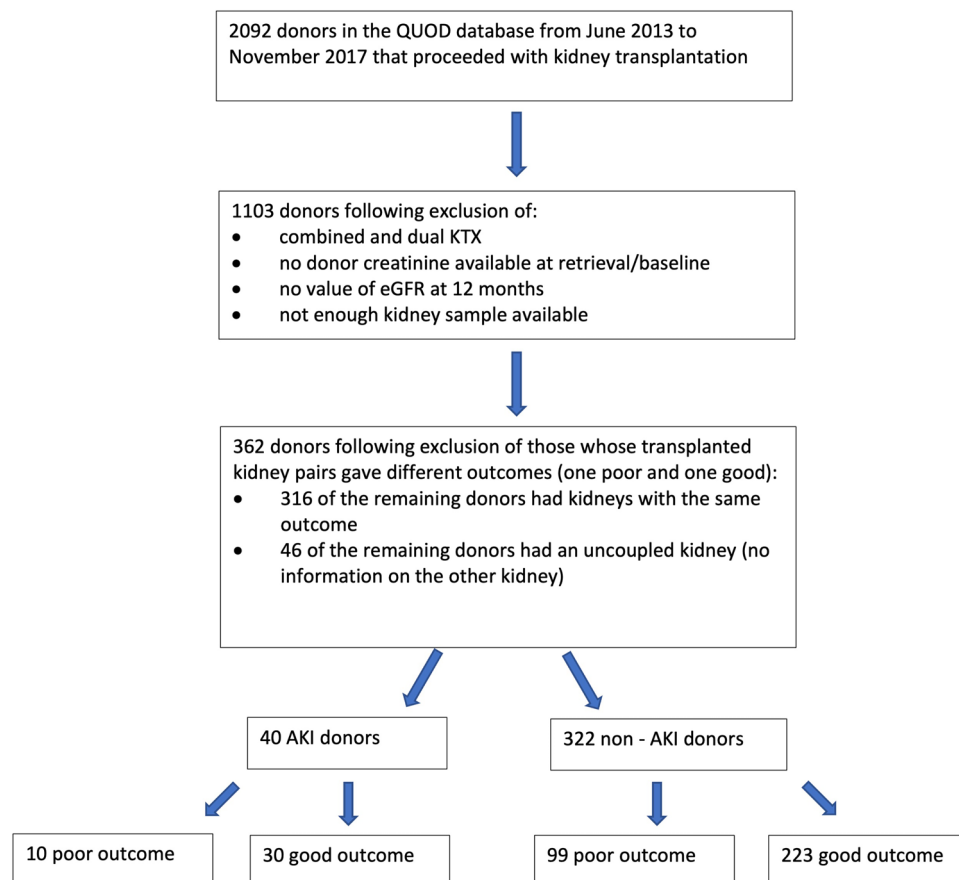 2092 donors in the QUOD database from June 2013 to
November 2017 that proceeded with kidney transplantation
1103 donors following exclusion of:
• combined and dual KTX
• no donor creatinine available at retrieval/baseline
• no value of eGFR at 12 months
• not enough kidney sample available
362 donors following exclusion of those whose transplanted
kidney pairs gave different outcomes (one poor and one good):
• 316 of the remaining donors had kidneys with the same
outcome
• 46 of the remaining donors had an uncoupled kidney (no
information on the other kidney)
40 AKI donors
322 non - AKI donors
10 poor outcome
30 good outcome
99 poor outcome
223 good outcome